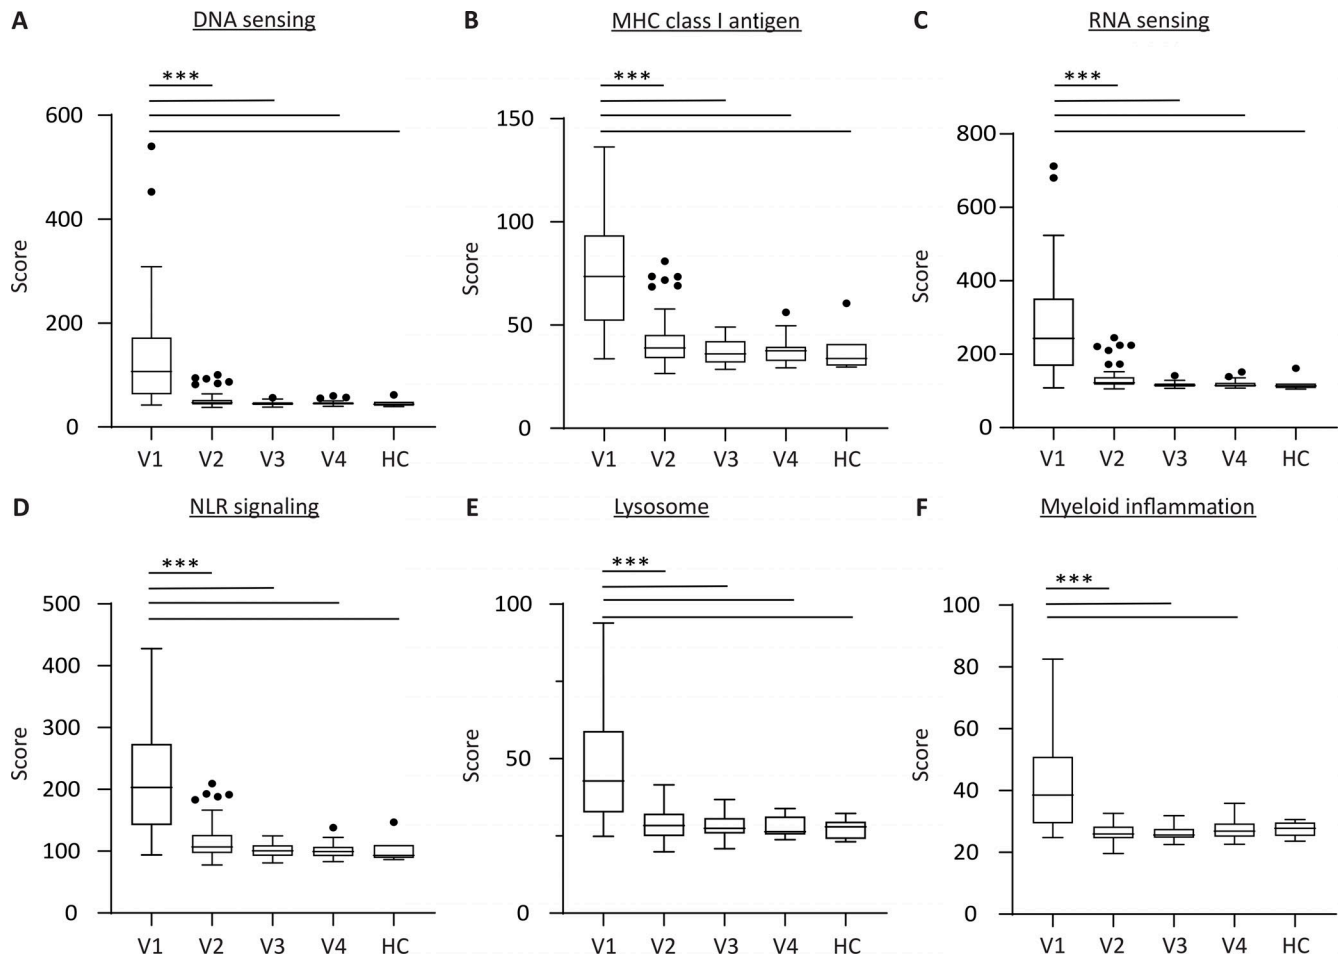 A DNA sensing
***
Score
600
400
200
0
V1 V2 V3 V4 HC
B MHC class I antigen
***
Score
150
100
50
0
V1 V2 V3 V4 HC
C RNA sensing
***
Score
800
600
400
200
0
V1 V2 V3 V4 HC
D NLR signaling
***
Score
500
400
300
200
100
0
V1 V2 V3 V4 HC
E Lysosome
***
Score
100
50
0
V1 V2 V3 V4 HC
F Myeloid inflammation
***
Score
100
80
60
40
20
0
V1 V2 V3 V4 HC